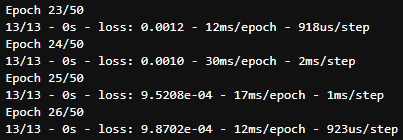 Epoch 23/50
13/13 - 0s - loss: 0.0012 - 12ms/epoch - 918us/step
Epoch 24/50
13/13 - 0s - loss: 0.0010 - 30ms/epoch - 2ms/step
Epoch 25/50
13/13 - 0s - loss: 9.5208e-04 - 17ms/epoch - 1ms/step
Epoch 26/50
13/13 - 0s - loss: 9.8702e-04 - 12ms/epoch - 923us/step